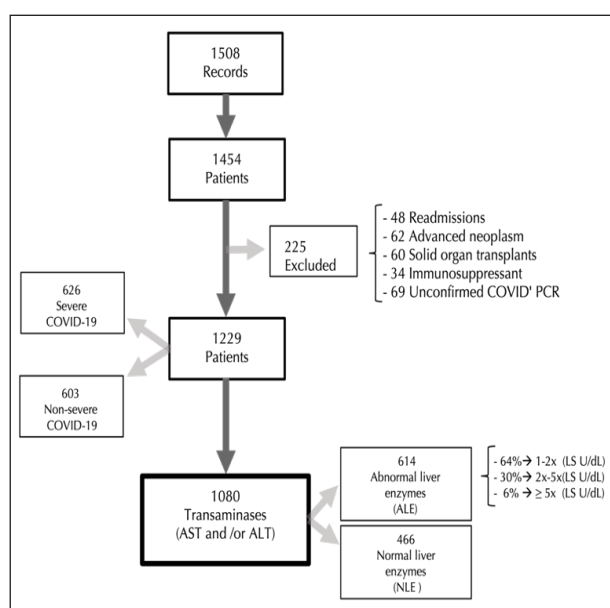 1508
Records
1454
Patients
225
Excluded
- 48 Readmissions
- 62 Advanced neoplasm
- 60 Solid organ transplants
- 34 Immunosuppressant
- 69 Unconfirmed COVID' PCR
626
Severe
COVID-19
1229
Patients
603
Non-severe
COVID-19
1080
Transaminases
(AST and /or ALT)
614
Abnormal liver
enzymes
(ALE)
- 64%→ 1-2x (LS U/dL)
- 30%→ 2x-5x(LS U/dL)
- 6%→ ≥ 5x (LS U/dL)
466
Normal liver
enzymes
(NLE )